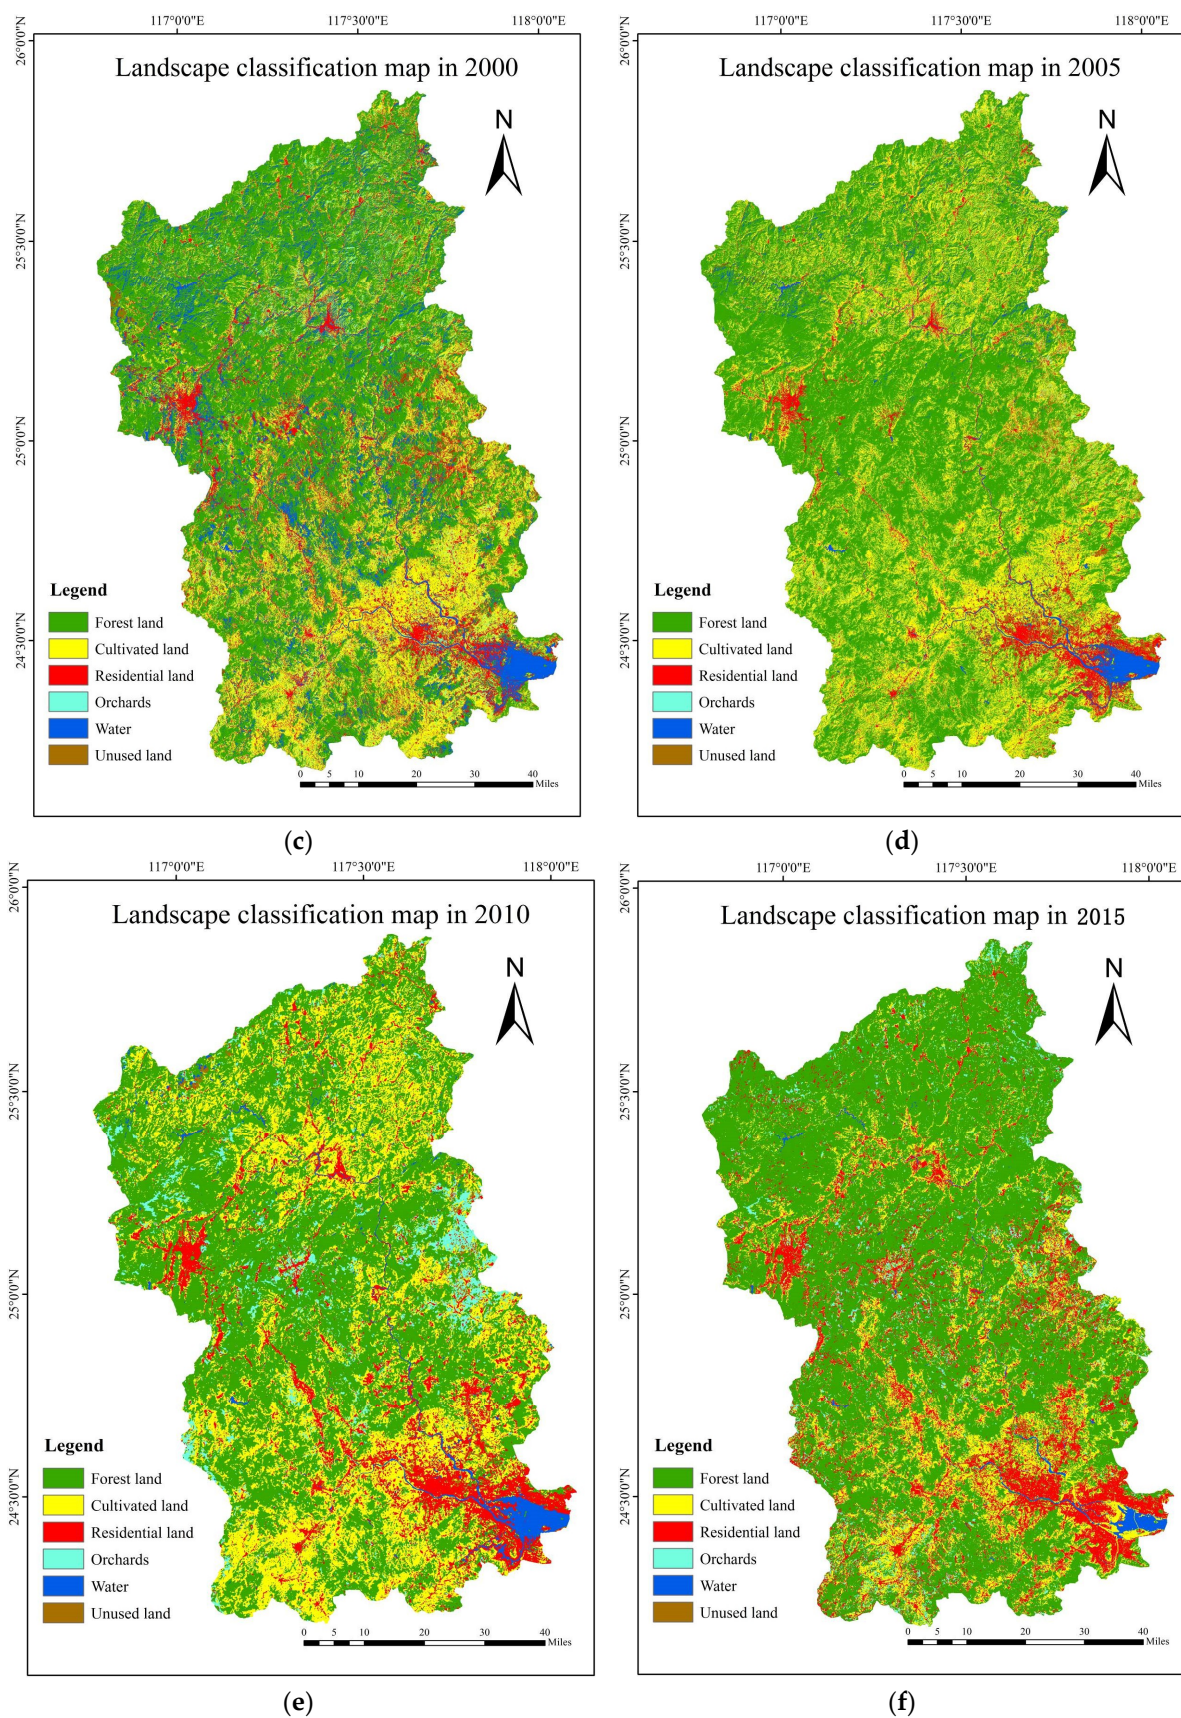 117°0'0"E 117°30'0"E 118°0'0"E
26°0'0"N
25°30'0"N
25°0'0"N
24°30'0"N
Landscape classification map in 2000
N
Legend
Forest land
Cultivated land
Residential land
Orchards
Water
Unused land
0 5 10 20 30 40
Miles
(c)
117°0'0"E 117°30'0"E 118°0'0"E
26°0'0"N
25°30'0"N
25°0'0"N
24°30'0"N
Landscape classification map in 2005
N
Legend
Forest land
Cultivated land
Residential land
Orchards
Water
Unused land
0 5 10 20 30 40
Miles
(d)
117°0'0"E 117°30'0"E 118°0'0"E
26°0'0"N
25°30'0"N
25°0'0"N
24°30'0"N
Landscape classification map in 2010
N
Legend
Forest land
Cultivated land
Residential land
Orchards
Water
Unused land
0 5 10 20 30 40
Miles
(e)
117°0'0"E 117°30'0"E 118°0'0"E
26°0'0"N
25°30'0"N
25°0'0"N
24°30'0"N
Landscape classification map in 2015
N
Legend
Forest land
Cultivated land
Residential land
Orchards
Water
Unused land
0 5 10 20 30 40
Miles
(f)